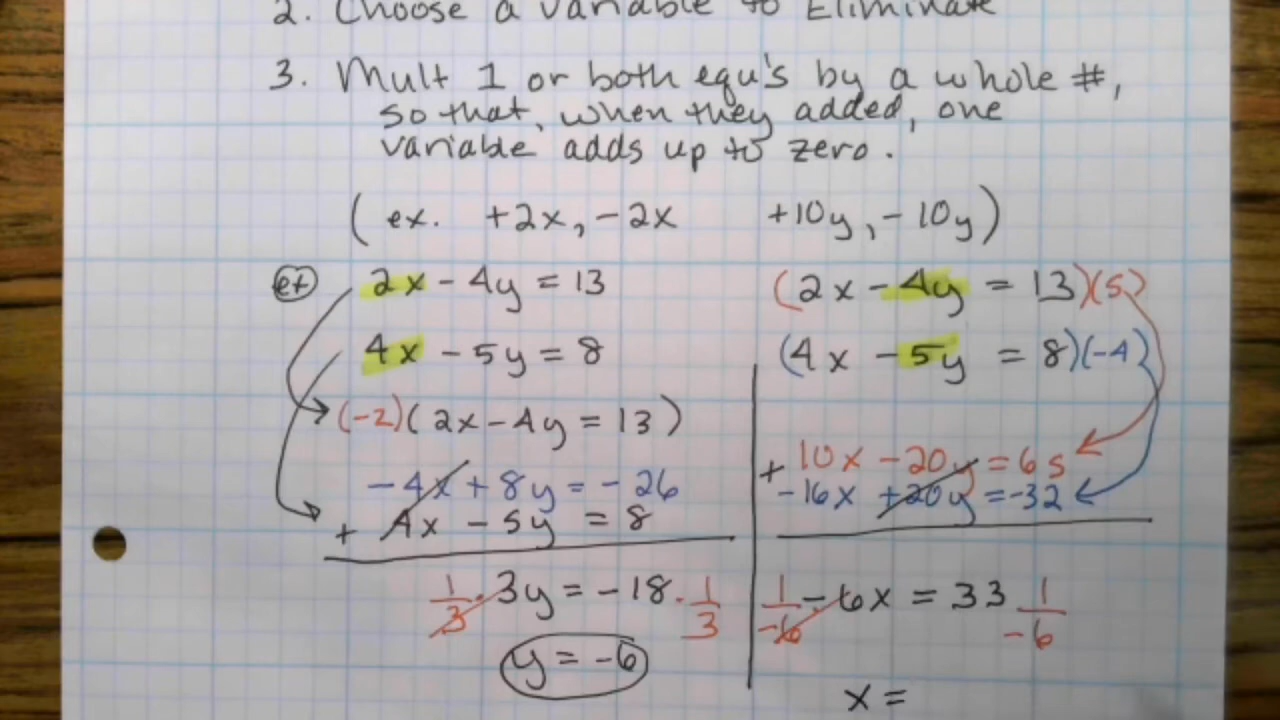 2. Choose a variable to Eliminate
3. Mult 1 or both equ's by a whole #,
so that, when they added, one
variable adds up to zero.
(ex. +2x, -2x +10y, -10y)
ex 2x - 4y = 13
4x - 5y = 8
(-2)(2x - 4y = 13)
-4x + 8y = -26
+ 4x - 5y = 8
1/3 · 3y = -18 · 1/3
y = -6
(2x - 4y = 13)(5)
(4x - 5y = 8)(-4)
+ 10x - 20y = 65
-16x +20y = -32
1/-6 -6x = 33 1/-6
x =